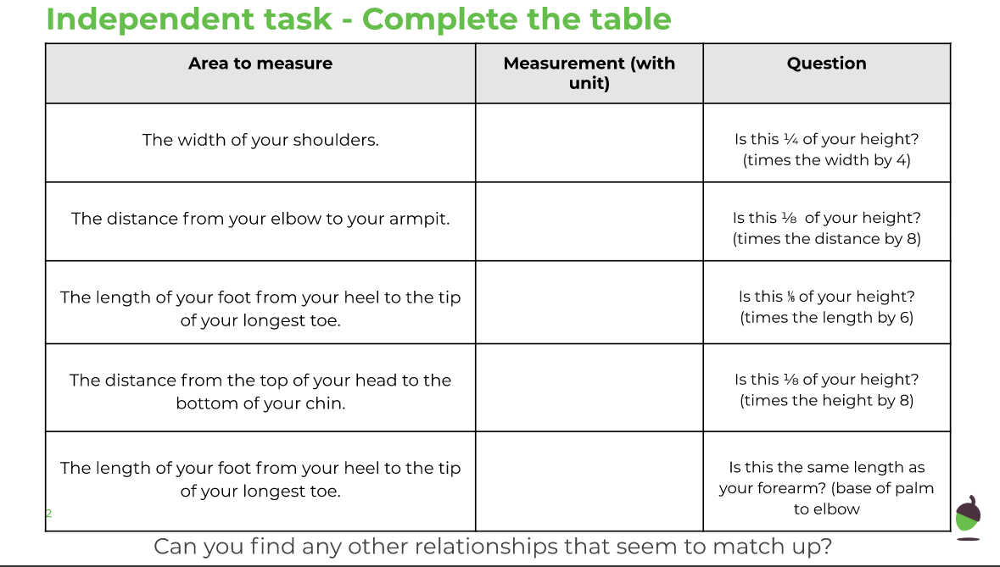 Independent task - Complete the table
Area to measure
Measurement (with
unit)
Question
The width of your shoulders.
Is this ¼ of your height?
(times the width by 4)
The distance from your elbow to your armpit.
Is this ⅛ of your height?
(times the distance by 8)
The length of your foot from your heel to the tip
of your longest toe.
Is this ⅙ of your height?
(times the length by 6)
The distance from the top of your head to the
bottom of your chin.
Is this ⅛ of your height?
(times the height by 8)
The length of your foot from your heel to the tip
of your longest toe.
Is this the same length as
your forearm? (base of palm
to elbow
2
Can you find any other relationships that seem to match up?